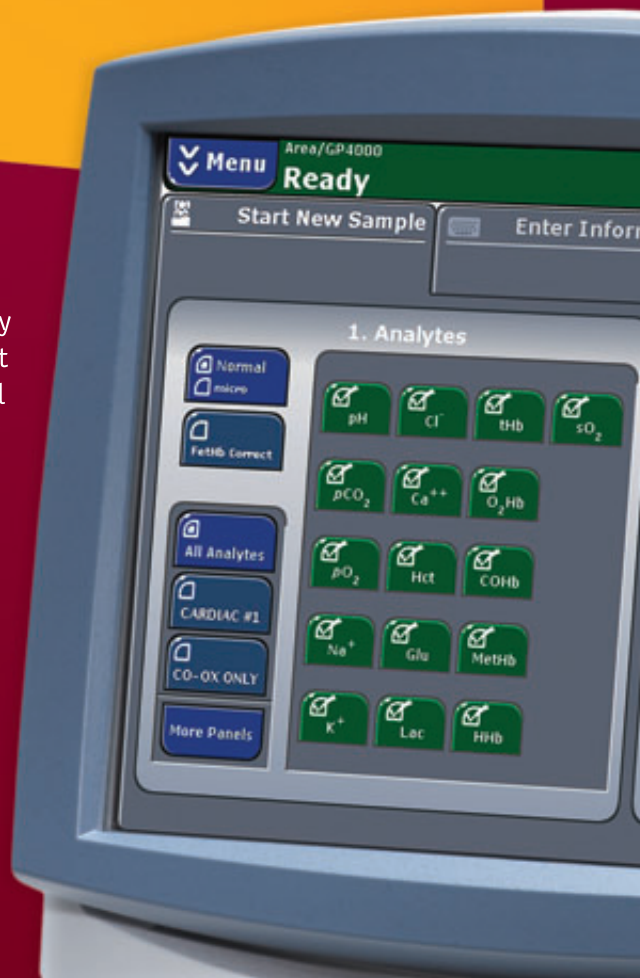 Menu
Area/GP4000
Ready
Start New Sample
Enter Infor
y
t
l
1. Analytes
Normal
micro
FetHb Correct
All Analytes
CARDIAC #1
CO-OX ONLY
More Panels
pH
Cl⁻
tHb
sO₂
pCO₂
Ca⁺⁺
O₂Hb
pO₂
Hct
COHb
Na⁺
Glu
MetHb
K⁺
Lac
HHb